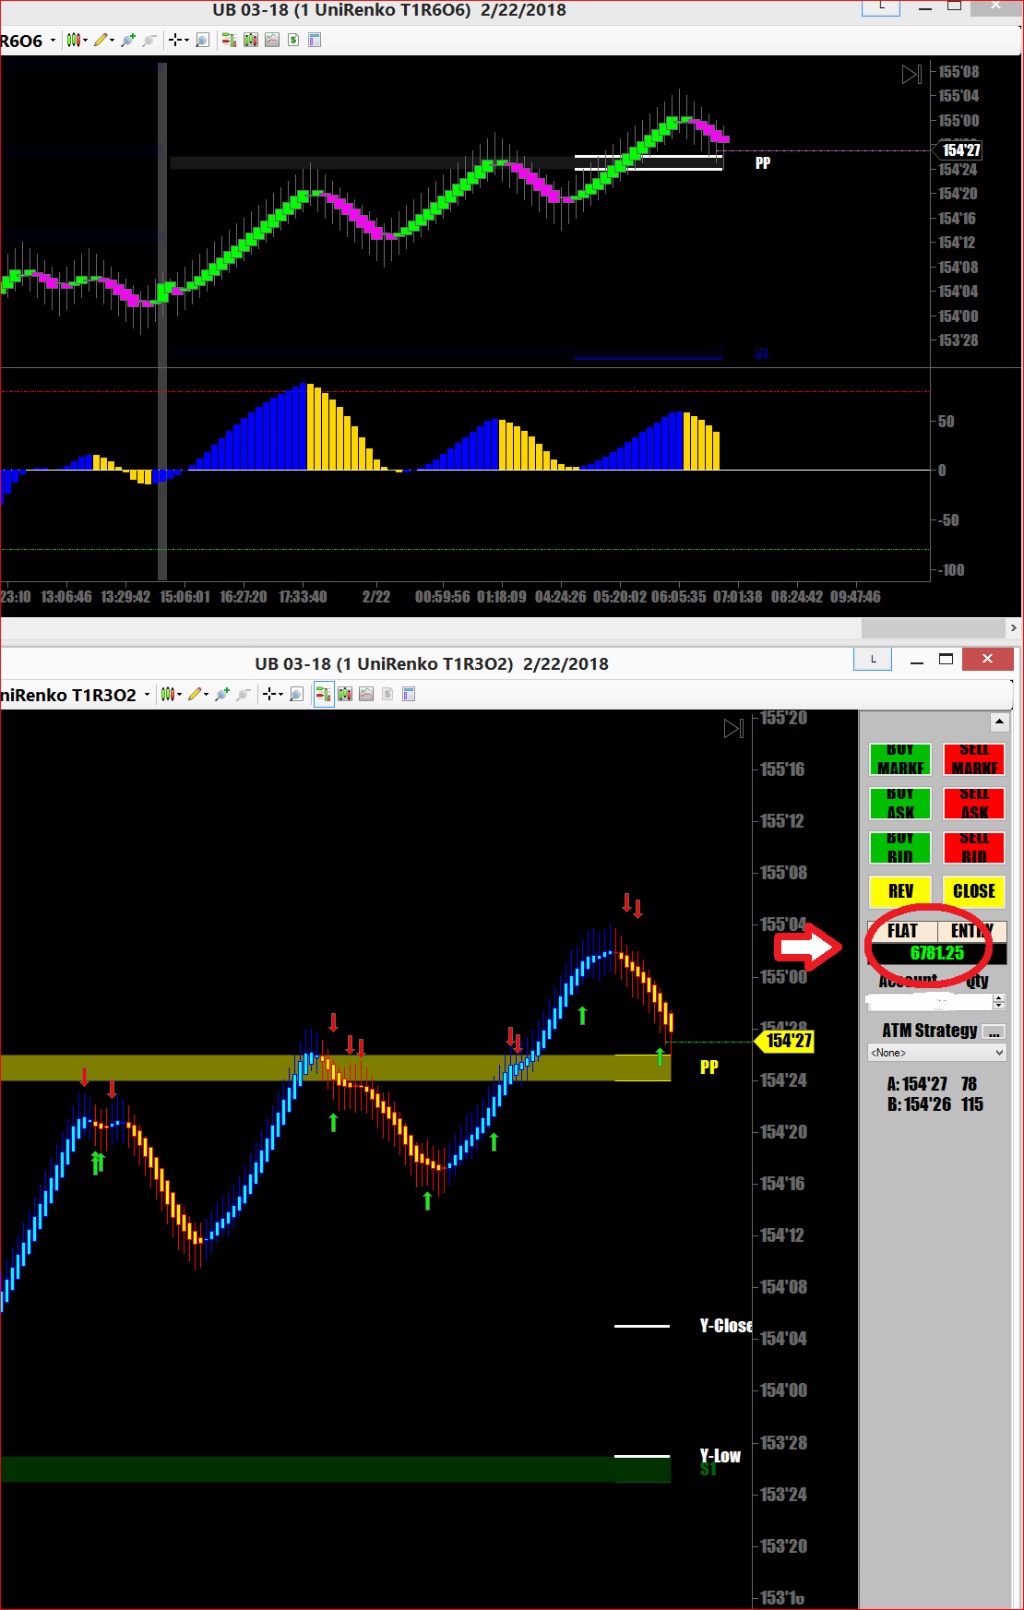 UB 03-18 (1 UniRenko T1R6O6)  2/22/2018
L
R6O6
155'08
155'04
155'00
154'27
154'24
154'20
154'16
154'12
154'08
154'04
154'00
153'28
PP
S1
50
0
-50
-100
23:10 13:06:46 13:29:42 15:06:01 16:27:20 17:33:40 2/22 00:59:56 01:18:09 04:24:26 05:20:02 06:05:35 07:01:38 08:24:42 09:47:46
UB 03-18 (1 UniRenko T1R3O2)  2/22/2018
L
niRenko T1R3O2
155'20
155'16
155'12
155'08
155'04
155'00
154'28
154'27
154'24
154'20
154'16
154'12
154'08
154'04
154'00
153'28
153'24
153'20
PP
Y-Close
Y-Low
S1
BUY MARKE
SELL MARKE
BUY ASK
SELL ASK
BUY BID
SELL BID
REV CLOSE
FLAT ENTRY
6781.25
Account Qty
ATM Strategy ...
<None>
A: 154'27 78
B: 154'26 115